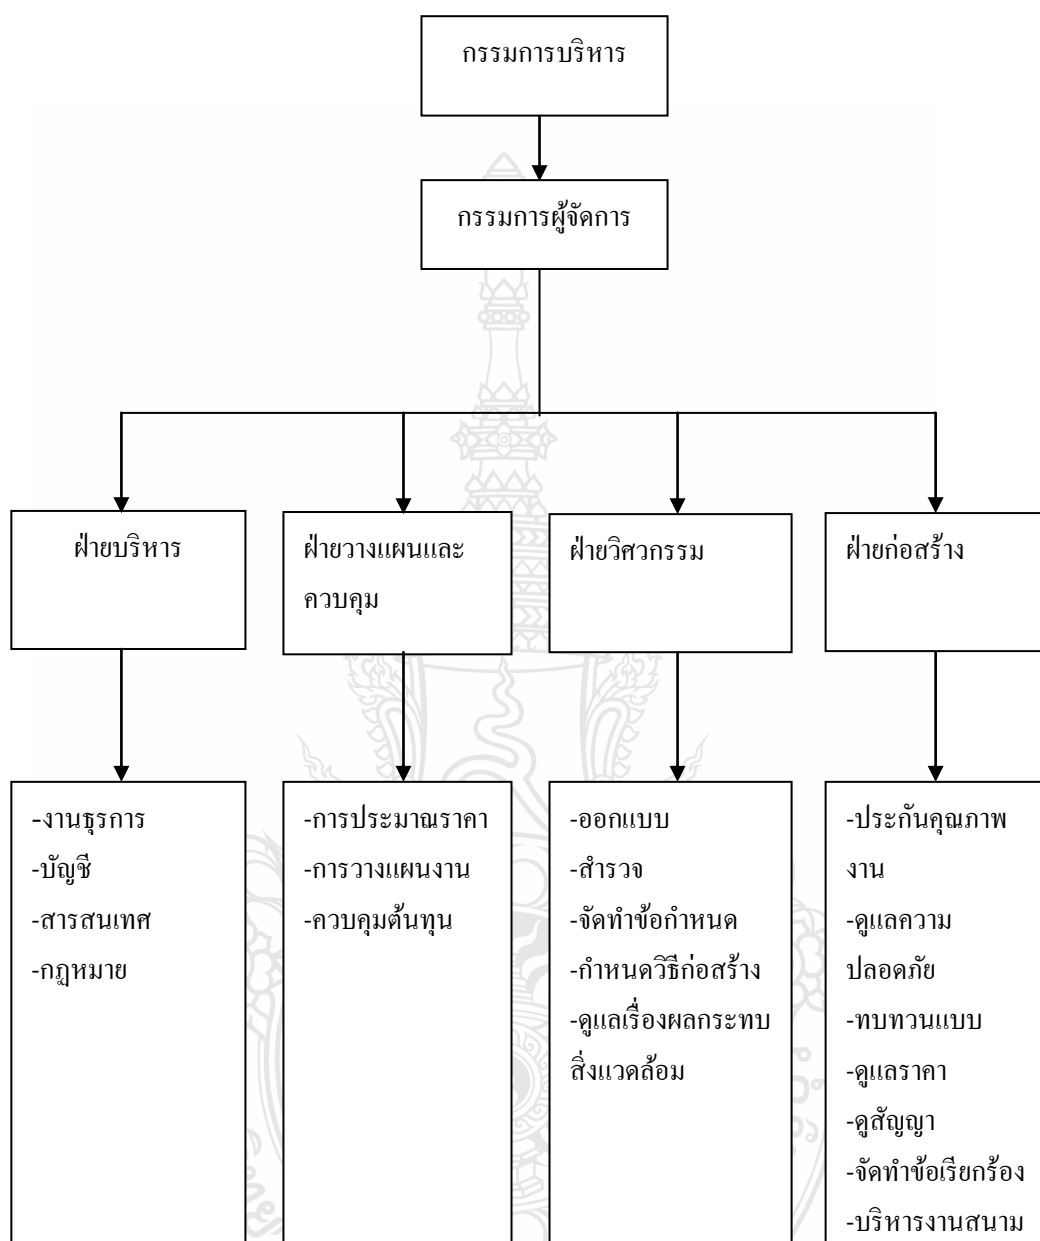 กรรมการบริหาร
กรรมการผู้จัดการ
ฝ่ายบริหาร
ฝ่ายวางแผนและ
ควบคุม
ฝ่ายวิศวกรรม
ฝ่ายก่อสร้าง
-งานธุรการ
-บัญชี
-สารสนเทศ
-กฎหมาย
-การประมาณราคา
-การวางแผนงาน
-ควบคุมต้นทุน
-ออกแบบ
-สำรวจ
-จัดทำข้อกำหนด
-กำหนดวิธีก่อสร้าง
-ดูแลเรื่องผลกระทบ
สิ่งแวดล้อม
-ประกันคุณภาพ
งาน
-ดูแลความ
ปลอดภัย
-ทบทวนแบบ
-ดูแลราคา
-ดูสัญญา
-จัดทำข้อเรียกร้อง
-บริหารงานสนาม